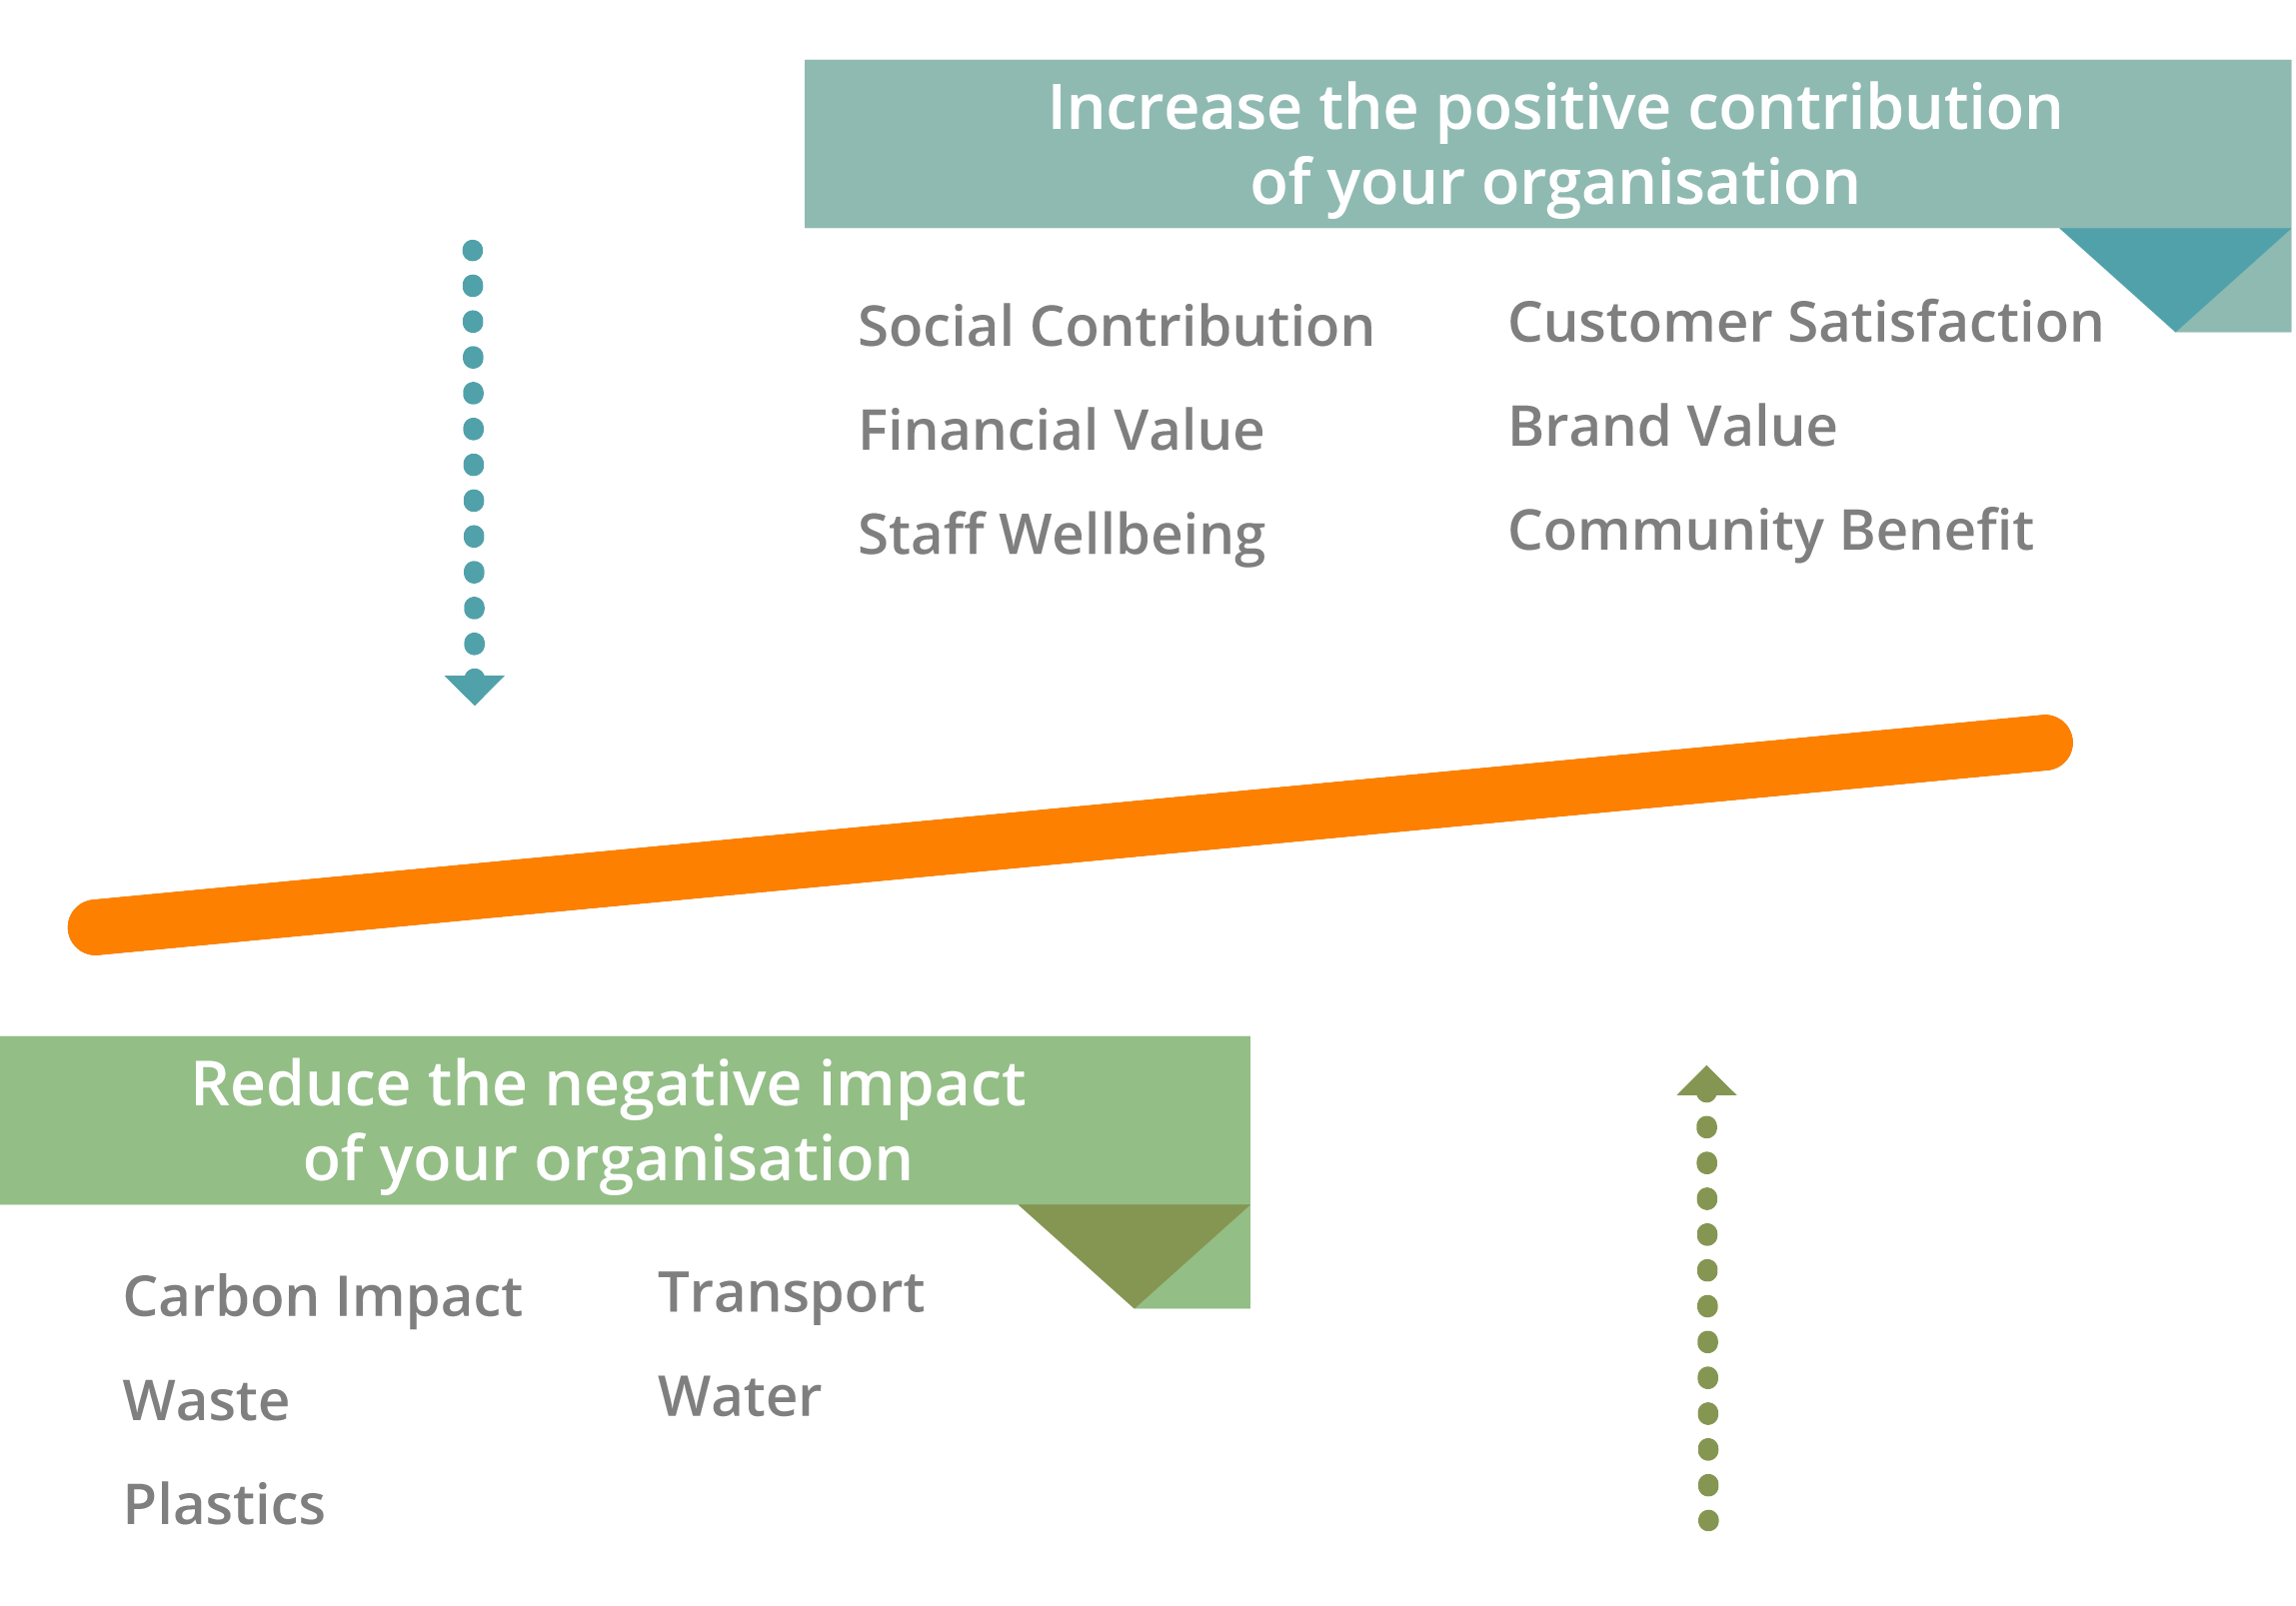 Increase the positive contribution
of your organisation
Social Contribution
Financial Value
Staff Wellbeing
Customer Satisfaction
Brand Value
Community Benefit
Reduce the negative impact
of your organisation
Carbon Impact
Waste
Plastics
Transport
Water